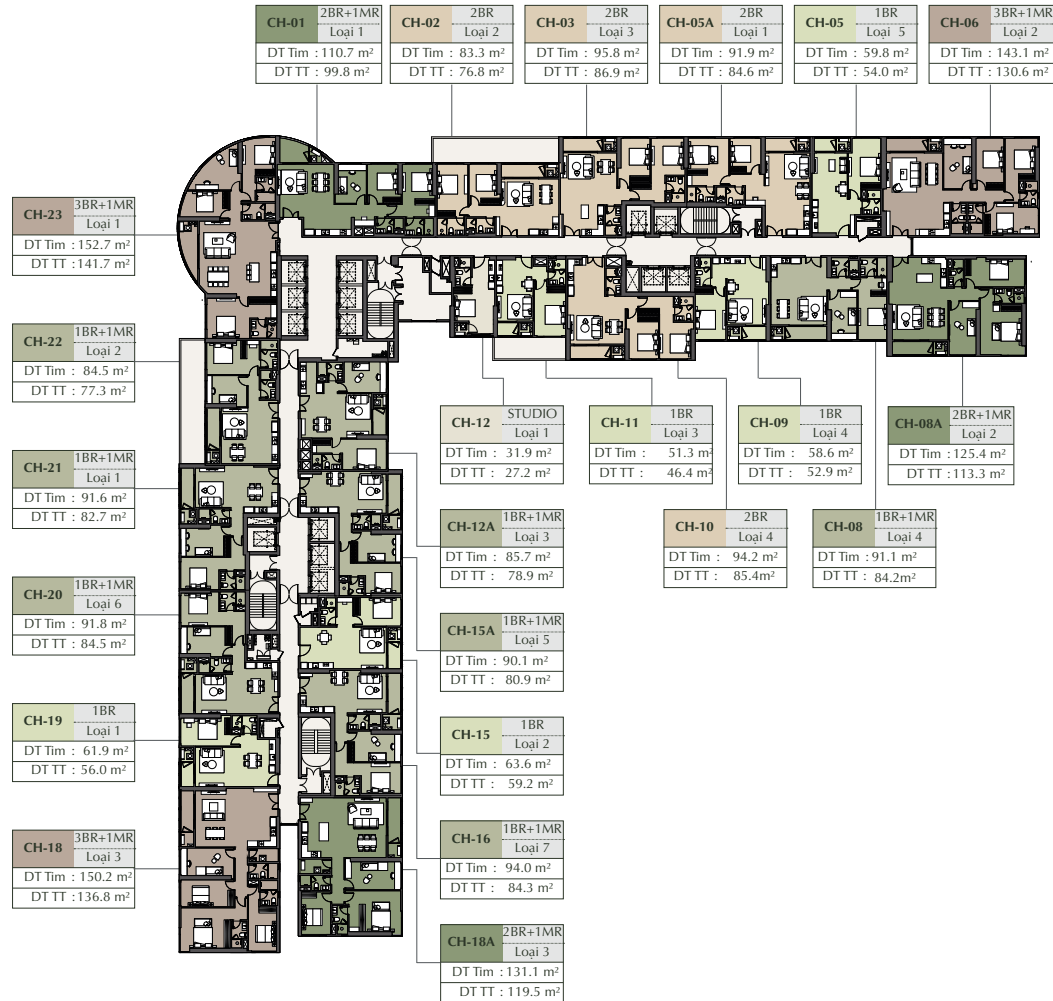 CH-01 2BR+1MR
Loại 1
DT Tim : 110.7 m²
DT TT : 99.8 m²
CH-02 2BR
Loại 2
DT Tim : 83.3 m²
DT TT : 76.8 m²
CH-03 2BR
Loại 3
DT Tim : 95.8 m²
DT TT : 86.9 m²
CH-05A 2BR
Loại 1
DT Tim : 91.9 m²
DT TT : 84.6 m²
CH-05 1BR
Loại 5
DT Tim : 59.8 m²
DT TT : 54.0 m²
CH-06 3BR+1MR
Loại 2
DT Tim : 143.1 m²
DT TT : 130.6 m²
CH-23 3BR+1MR
Loại 1
DT Tim : 152.7 m²
DT TT : 141.7 m²
CH-22 1BR+1MR
Loại 2
DT Tim : 84.5 m²
DT TT : 77.3 m²
CH-12 STUDIO
Loại 1
DT Tim : 31.9 m²
DT TT : 27.2 m²
CH-11 1BR
Loại 3
DT Tim : 51.3 m²
DT TT : 46.4 m²
CH-09 1BR
Loại 4
DT Tim : 58.6 m²
DT TT : 52.9 m²
CH-08A 2BR+1MR
Loại 2
DT Tim : 125.4 m²
DT TT : 113.3 m²
CH-21 1BR+1MR
Loại 1
DT Tim : 91.6 m²
DT TT : 82.7 m²
CH-12A 1BR+1MR
Loại 3
DT Tim : 85.7 m²
DT TT : 78.9 m²
CH-10 2BR
Loại 4
DT Tim : 94.2 m²
DT TT : 85.4m²
CH-08 1BR+1MR
Loại 4
DT Tim : 91.1 m²
DT TT : 84.2m²
CH-20 1BR+1MR
Loại 6
DT Tim : 91.8 m²
DT TT : 84.5 m²
CH-15A 1BR+1MR
Loại 5
DT Tim : 90.1 m²
DT TT : 80.9 m²
CH-19 1BR
Loại 1
DT Tim : 61.9 m²
DT TT : 56.0 m²
CH-15 1BR
Loại 2
DT Tim : 63.6 m²
DT TT : 59.2 m²
CH-18 3BR+1MR
Loại 3
DT Tim : 150.2 m²
DT TT : 136.8 m²
CH-16 1BR+1MR
Loại 7
DT Tim : 94.0 m²
DT TT : 84.3 m²
CH-18A 2BR+1MR
Loại 3
DT Tim : 131.1 m²
DT TT : 119.5 m²